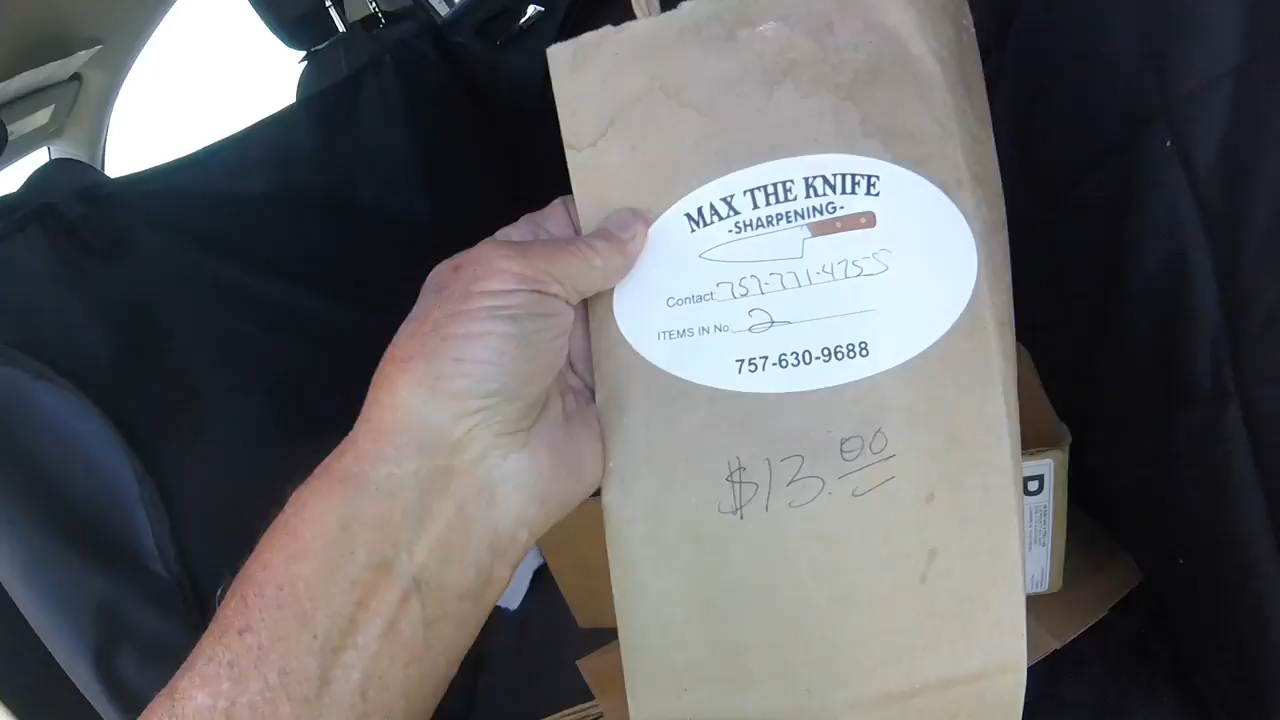 MAX THE KNIFE
-SHARPENING-
Contact 757-771-4755
ITEMS IN No 2
757-630-9688
$13.00
D